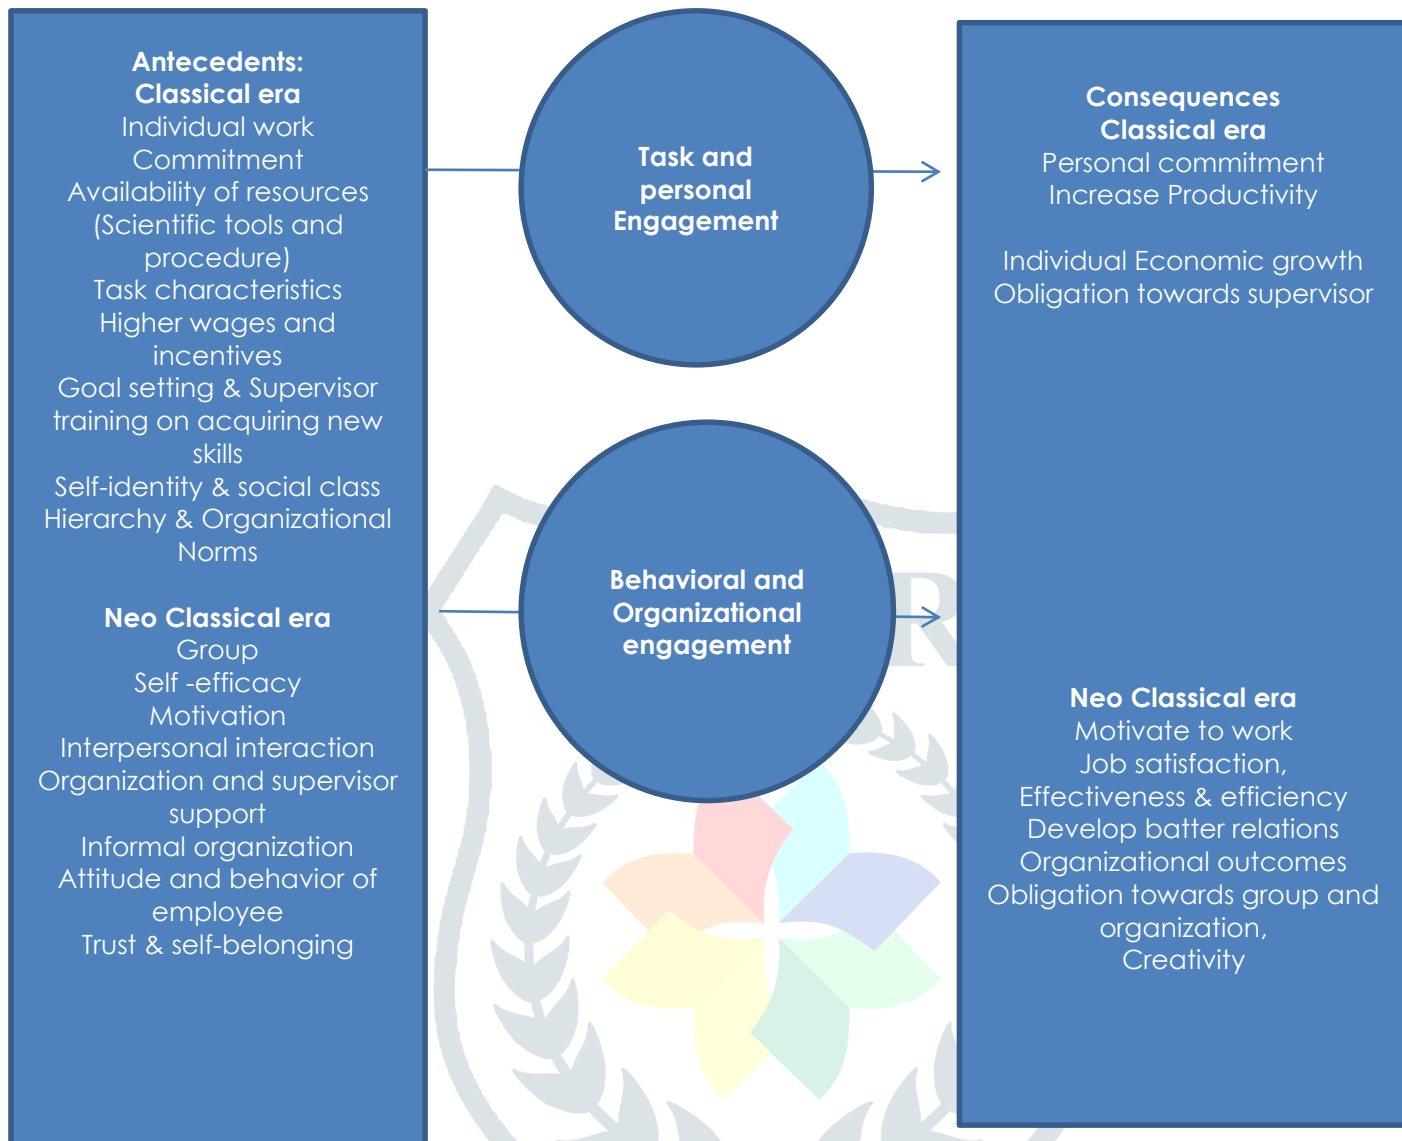 Antecedents:
Classical era
Individual work
Commitment
Availability of resources
(Scientific tools and
procedure)
Task characteristics
Higher wages and
incentives
Goal setting & Supervisor
training on acquiring new
skills
Self-identity & social class
Hierarchy & Organizational
Norms
Neo Classical era
Group
Self -efficacy
Motivation
Interpersonal interaction
Organization and supervisor
support
Informal organization
Attitude and behavior of
employee
Trust & self-belonging
Task and
personal
Engagement
Behavioral and
Organizational
engagement
Consequences
Classical era
Personal commitment
Increase Productivity
Individual Economic growth
Obligation towards supervisor
Neo Classical era
Motivate to work
Job satisfaction,
Effectiveness & efficiency
Develop batter relations
Organizational outcomes
Obligation towards group and
organization,
Creativity